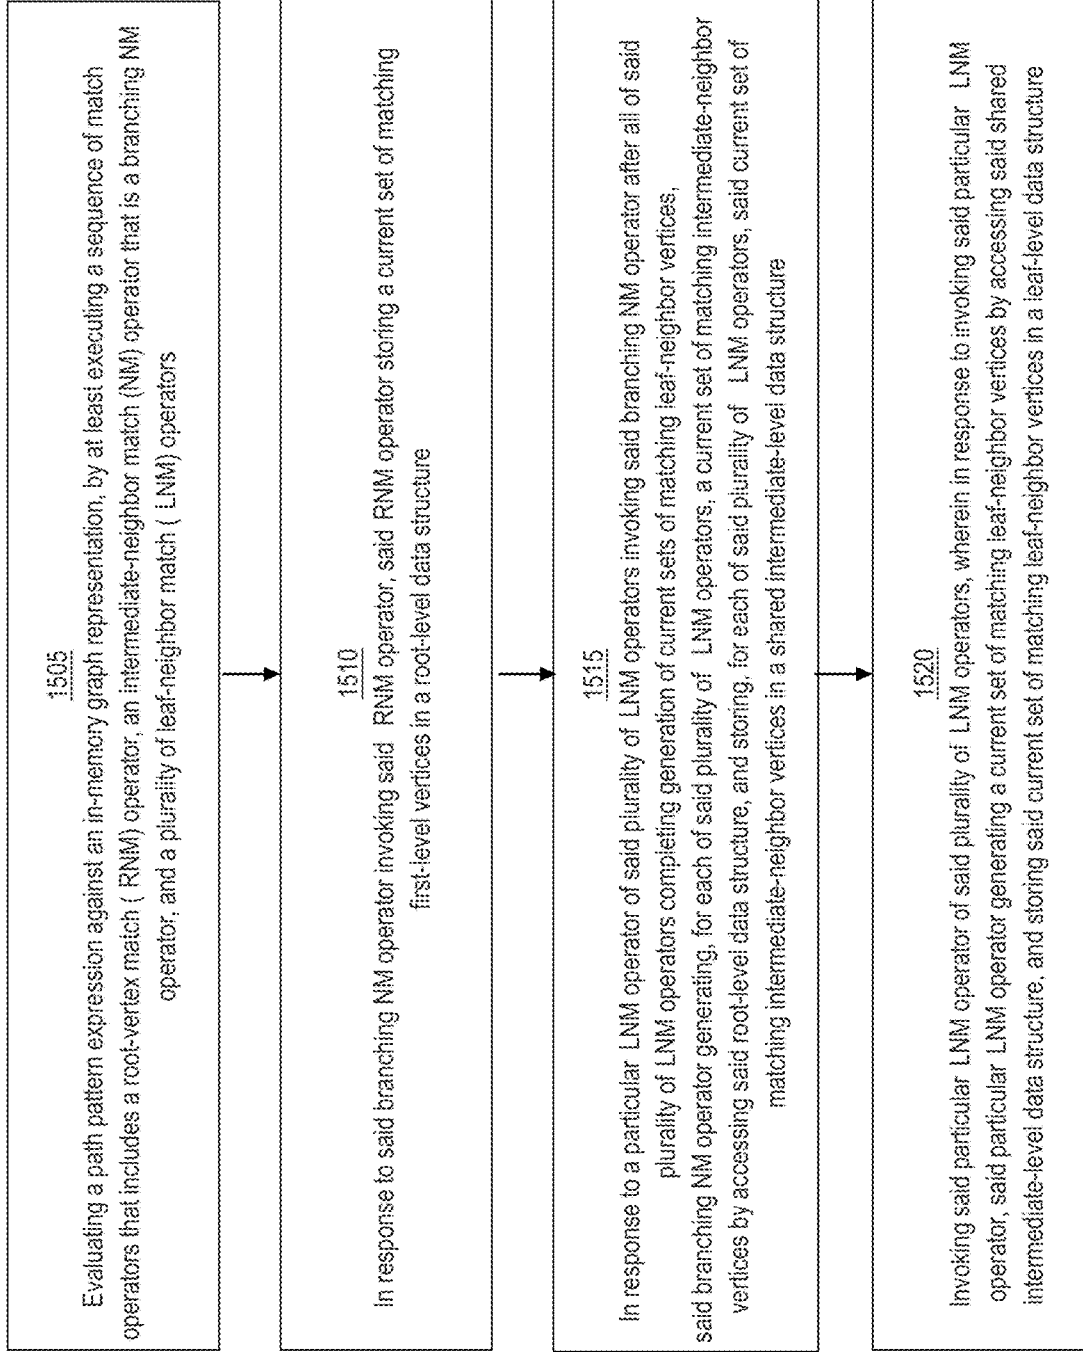 1505
Evaluating a path pattern expression against an in-memory graph representation, by at least executing a sequence of match
operators that includes a root-vertex match ( RNM) operator, an intermediate-neighbor match (NM) operator that is a branching NM
operator, and a plurality of leaf-neighbor match ( LNM) operators
1510
In response to said branching NM operator invoking said RNM operator, said RNM operator storing a current set of matching
first-level vertices in a root-level data structure
1515
In response to a particular LNM operator of said plurality of LNM operators invoking said branching NM operator after all of said
plurality of LNM operators completing generation of current sets of matching leaf-neighbor vertices,
said branching NM operator generating, for each of said plurality of LNM operators, a current set of matching intermediate-neighbor
vertices by accessing said root-level data structure, and storing, for each of said plurality of LNM operators, said current set of
matching intermediate-neighbor vertices in a shared intermediate-level data structure
1520
Invoking said particular LNM operator of said plurality of LNM operators, wherein in response to invoking said particular LNM
operator, said particular LNM operator generating a current set of matching leaf-neighbor vertices by accessing said shared
intermediate-level data structure, and storing said current set of matching leaf-neighbor vertices in a leaf-level data structure